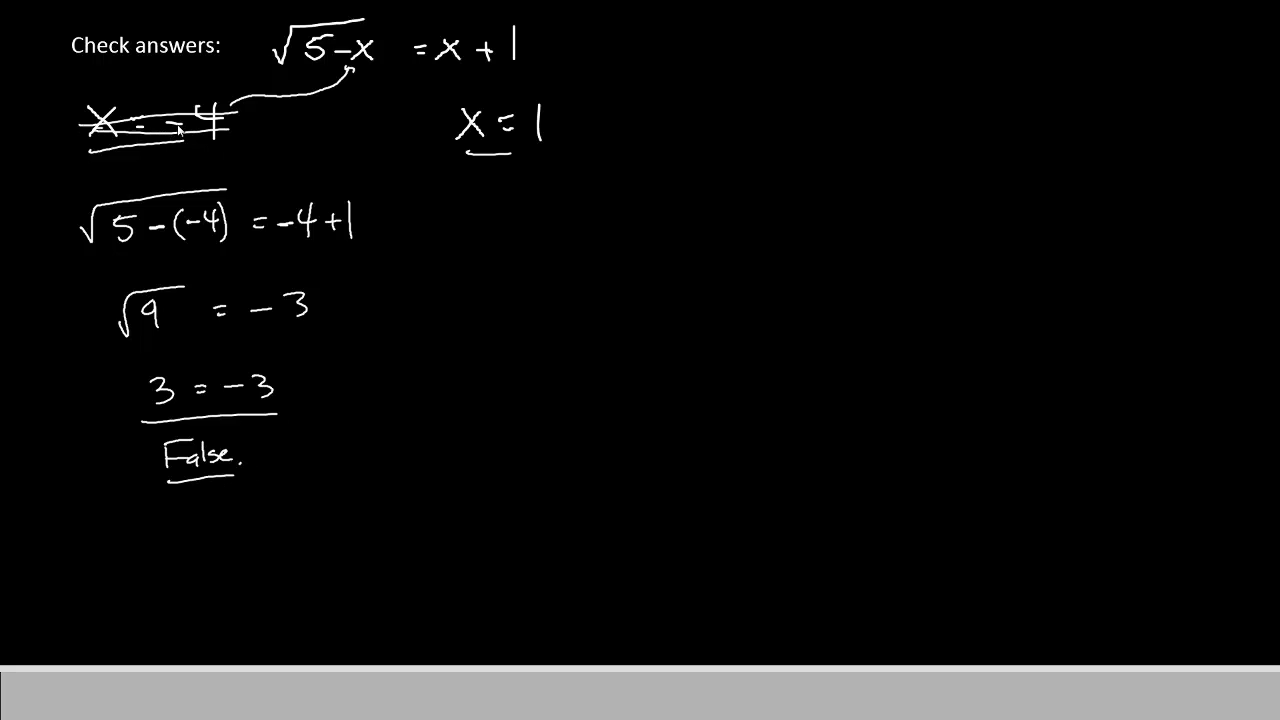 Check answers: √(5-x) = x + 1
x = -4
x = 1
√(5-(-4)) = -4+1
√9 = -3
3 = -3
False.